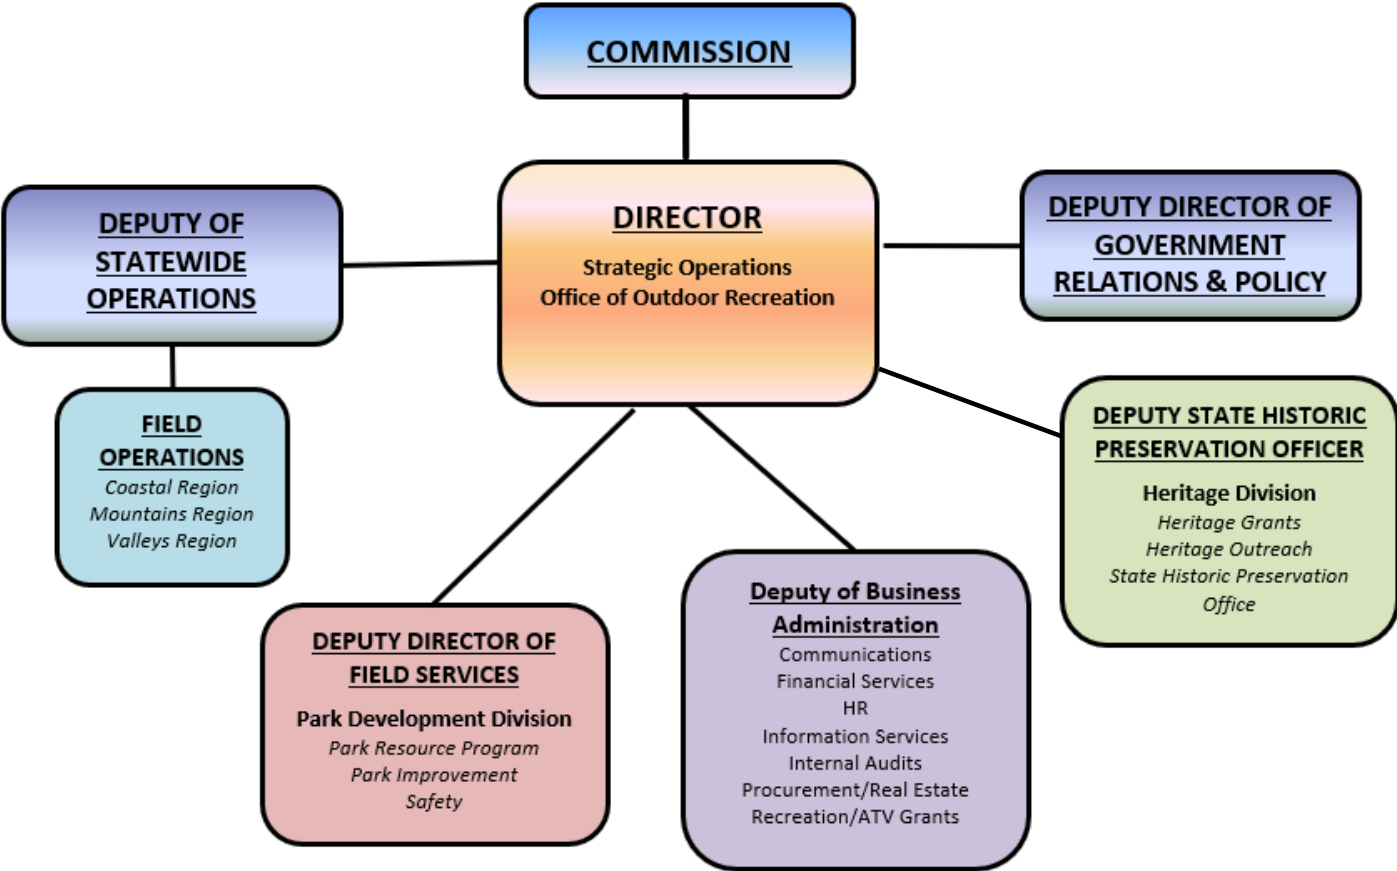 COMMISSION
DIRECTOR
Strategic Operations
Office of Outdoor Recreation
DEPUTY OF
STATEWIDE
OPERATIONS
DEPUTY DIRECTOR OF
GOVERNMENT
RELATIONS & POLICY
FIELD
OPERATIONS
Coastal Region
Mountains Region
Valleys Region
DEPUTY STATE HISTORIC
PRESERVATION OFFICER
Heritage Division
Heritage Grants
Heritage Outreach
State Historic Preservation
Office
DEPUTY DIRECTOR OF
FIELD SERVICES
Park Development Division
Park Resource Program
Park Improvement
Safety
Deputy of Business
Administration
Communications
Financial Services
HR
Information Services
Internal Audits
Procurement/Real Estate
Recreation/ATV Grants